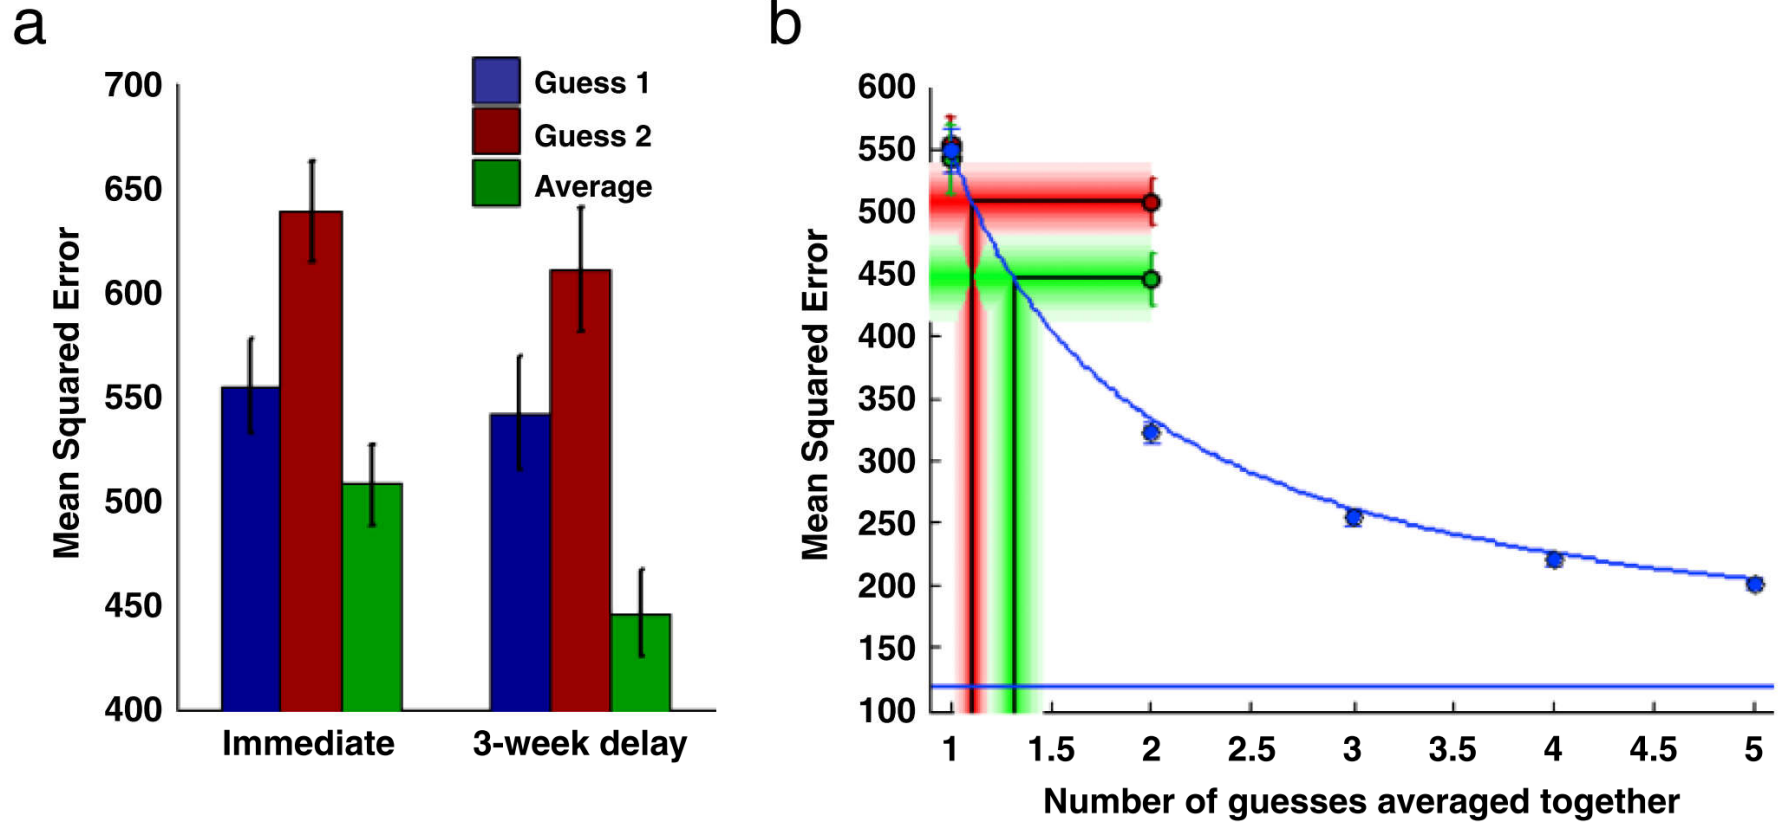 a
Mean Squared Error
700
650
600
550
500
450
400
Guess 1
Guess 2
Average
Immediate
3-week delay
b
Mean Squared Error
600
550
500
450
400
350
300
250
200
150
100
1 1.5 2 2.5 3 3.5 4 4.5 5
Number of guesses averaged together